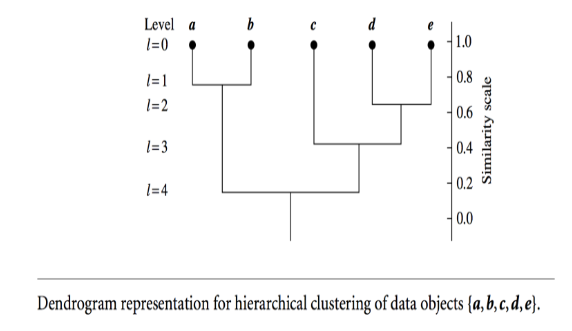 Level a b c d e
l=0 1.0
l=1 0.8
l=2 0.6
l=3 0.4
l=4 0.2
0.0
Similarity scale
Dendrogram representation for hierarchical clustering of data objects {a,b,c,d,e}.